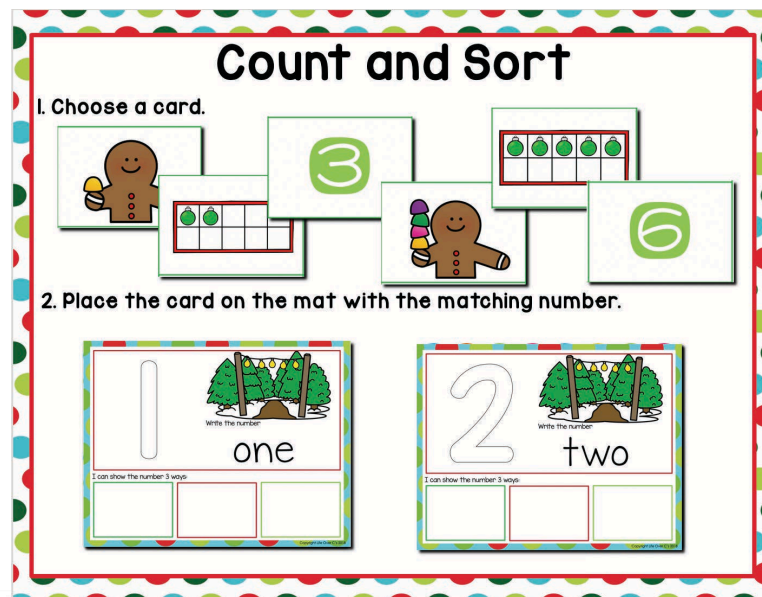 Count and Sort
1. Choose a card.
3
6
2. Place the card on the mat with the matching number.
1
Write the number
one
I can show the number 3 ways:
2
Write the number
two
I can show the number 3 ways: